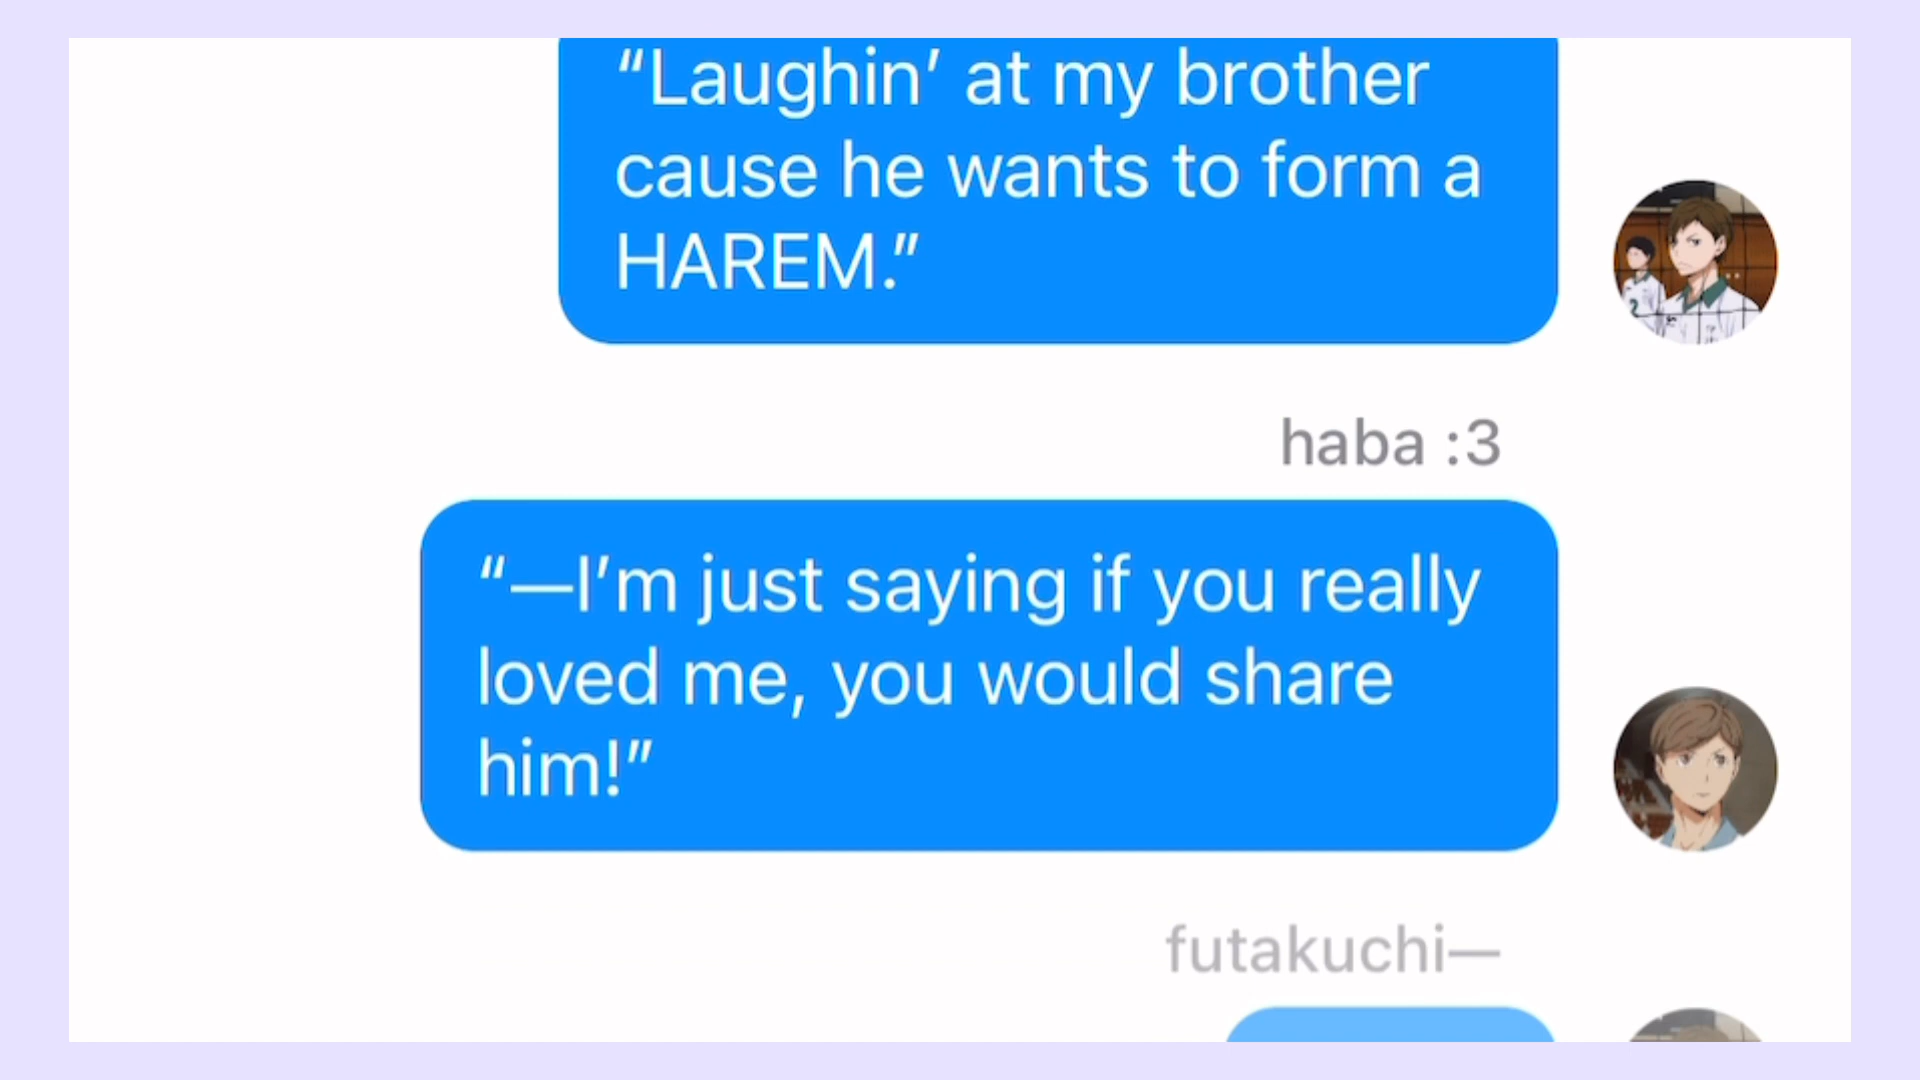 “Laughin’ at my brother
cause he wants to form a
HAREM.”
haba :3
“—I’m just saying if you really
loved me, you would share
him!”
futakuchi—